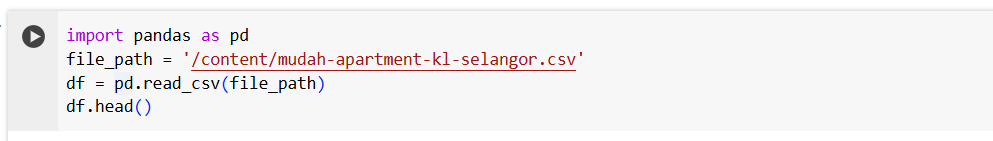 import pandas as pd
file_path = '/content/mudah-apartment-kl-selangor.csv'
df = pd.read_csv(file_path)
df.head()